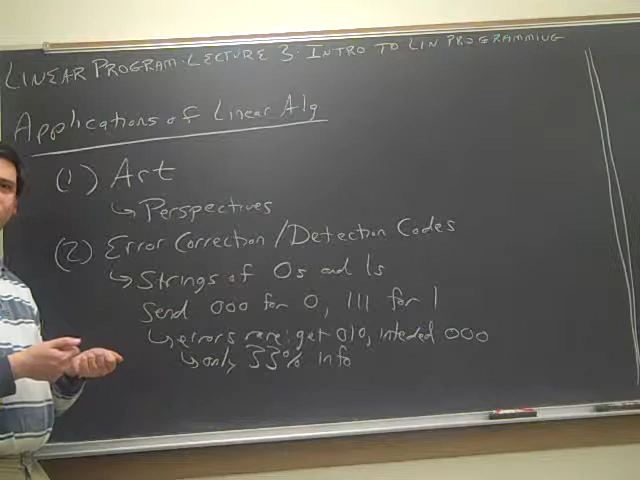 LINEAR PROGRAM. LECTURE 3. INTRO TO LIN PROGRAMMING
Applications of Linear Alg
(1) Art
↳ Perspectives
(2) Error Correction / Detection Codes
↳ Strings of 0s and 1s
Send 000 for 0, 111 for 1
↳ errors rare: get 010, inteded 000
↳ only 33% info